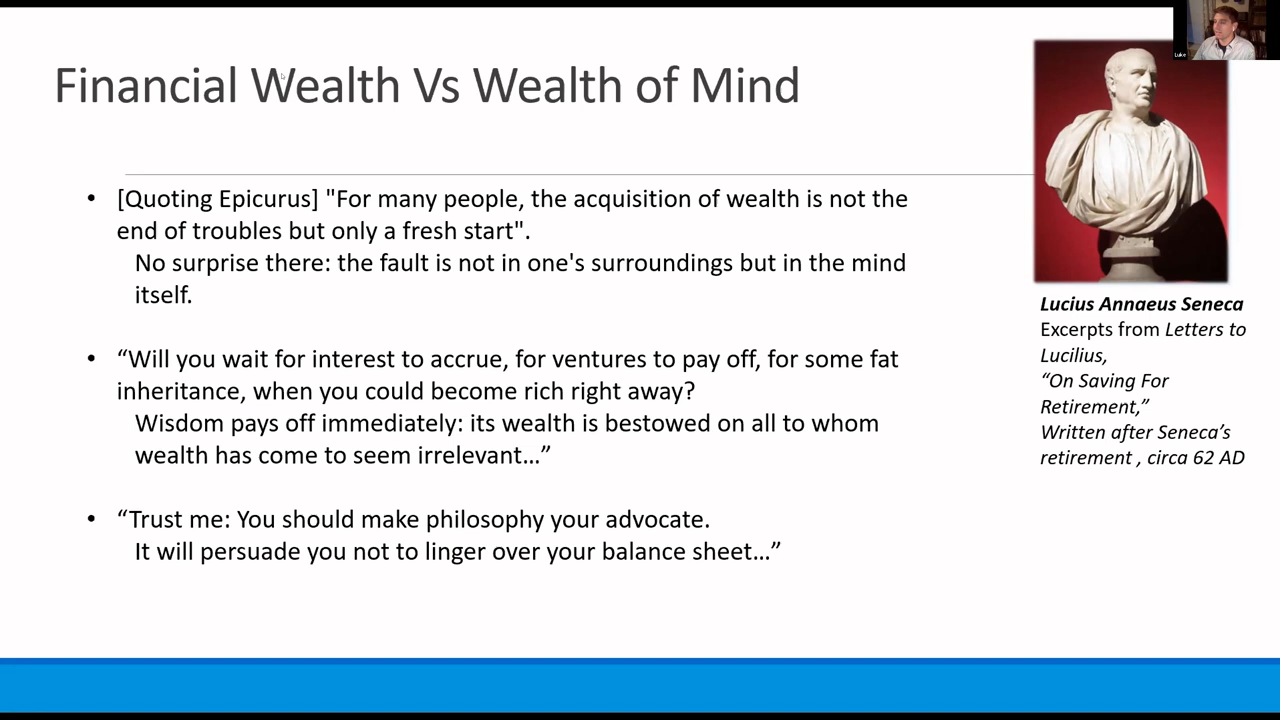 Financial Wealth Vs Wealth of Mind
• [Quoting Epicurus] "For many people, the acquisition of wealth is not the
end of troubles but only a fresh start".
No surprise there: the fault is not in one's surroundings but in the mind
itself.
• “Will you wait for interest to accrue, for ventures to pay off, for some fat
inheritance, when you could become rich right away?
Wisdom pays off immediately: its wealth is bestowed on all to whom
wealth has come to seem irrelevant…”
• “Trust me: You should make philosophy your advocate.
It will persuade you not to linger over your balance sheet…”
Luke
Lucius Annaeus Seneca
Excerpts from Letters to
Lucilius,
“On Saving For
Retirement,”
Written after Seneca’s
retirement , circa 62 AD